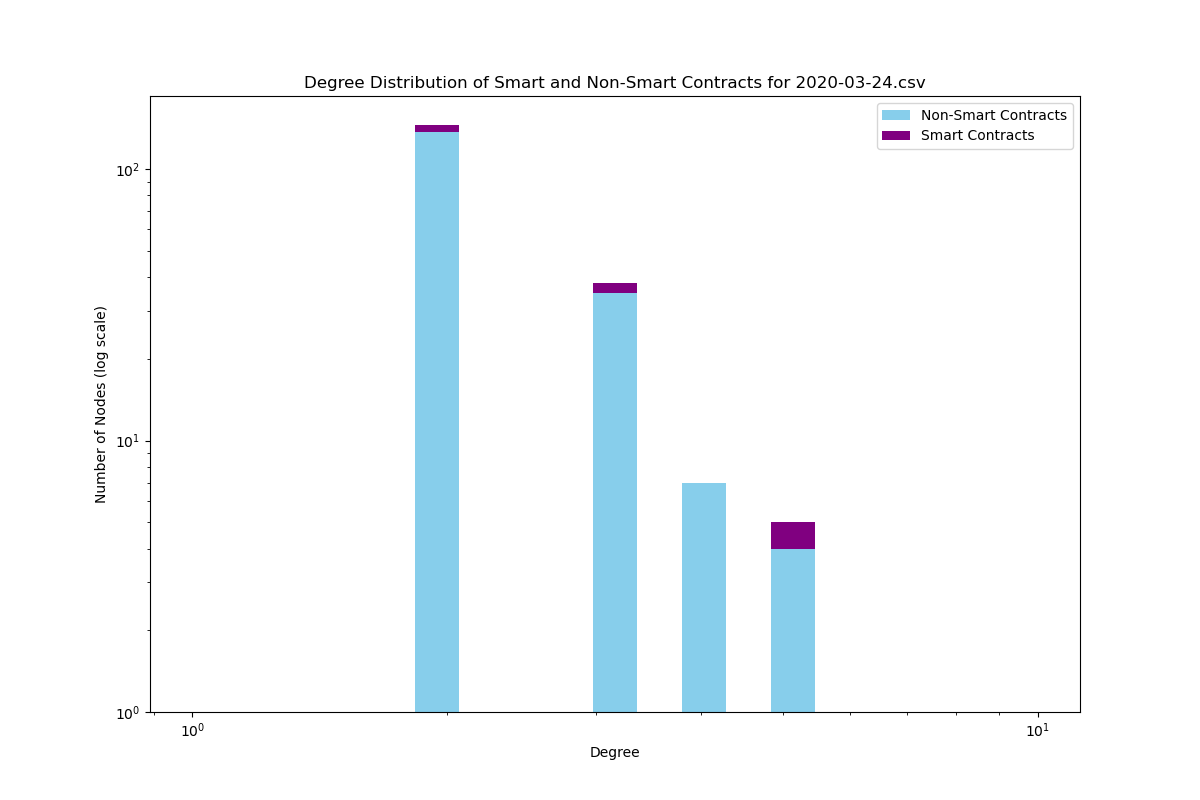 Degree Distribution of Smart and Non-Smart Contracts for 2020-03-24.csv
Non-Smart Contracts
Smart Contracts
Number of Nodes (log scale)
10²
10¹
10⁰
10⁰ 10¹
Degree